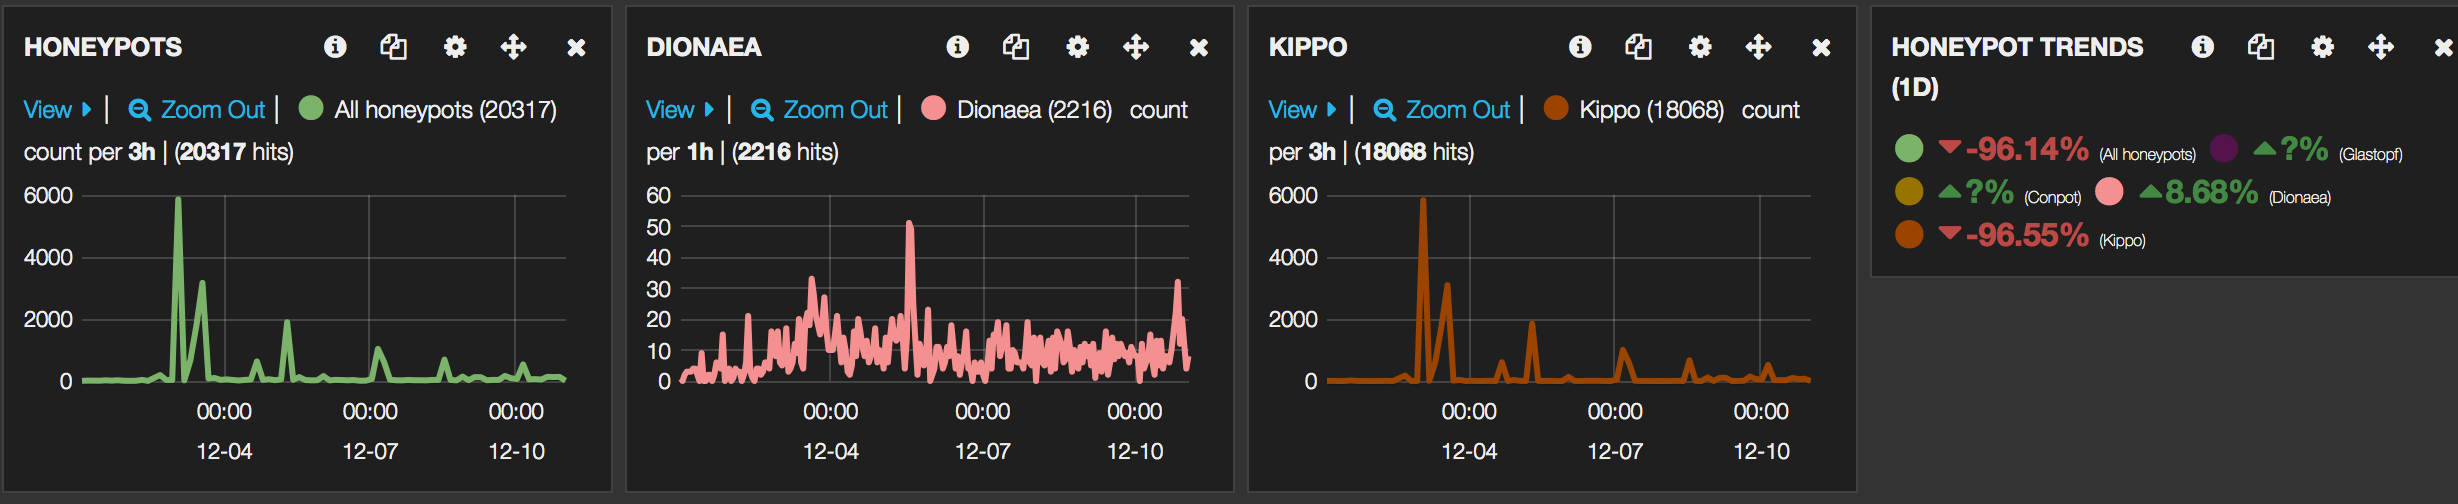 HONEYPOTS
View | Zoom Out | All honeypots (20317)
count per 3h | (20317 hits)
6000
4000
2000
0
00:00 00:00 00:00
12-04 12-07 12-10
DIONAEA
View | Zoom Out | Dionaea (2216) count
per 1h | (2216 hits)
60
50
40
30
20
10
0
00:00 00:00 00:00
12-04 12-07 12-10
KIPPO
View | Zoom Out | Kippo (18068) count
per 3h | (18068 hits)
6000
4000
2000
0
00:00 00:00 00:00
12-04 12-07 12-10
HONEYPOT TRENDS
(1D)
-96.14% (All honeypots) ?% (Glastopf)
?% (Conpot) 8.68% (Dionaea)
-96.55% (Kippo)